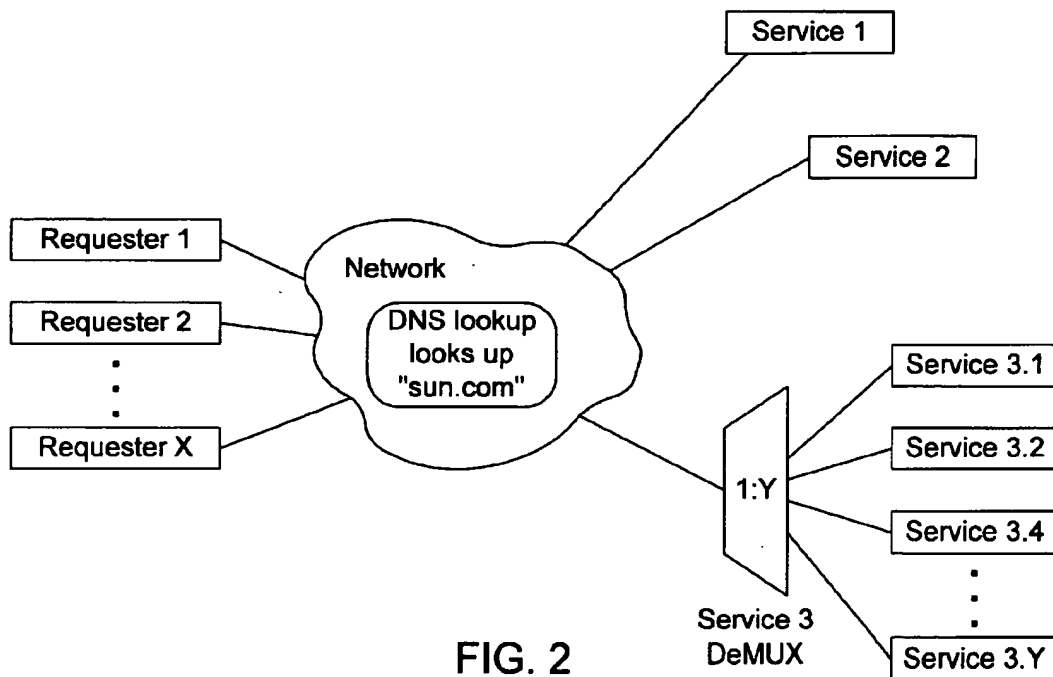 Service 1
Service 2
Requester 1
Requester 2
Requester X
Network
DNS lookup
looks up
"sun.com"
1:Y
Service 3
DeMUX
Service 3.1
Service 3.2
Service 3.4
Service 3.Y
FIG. 2